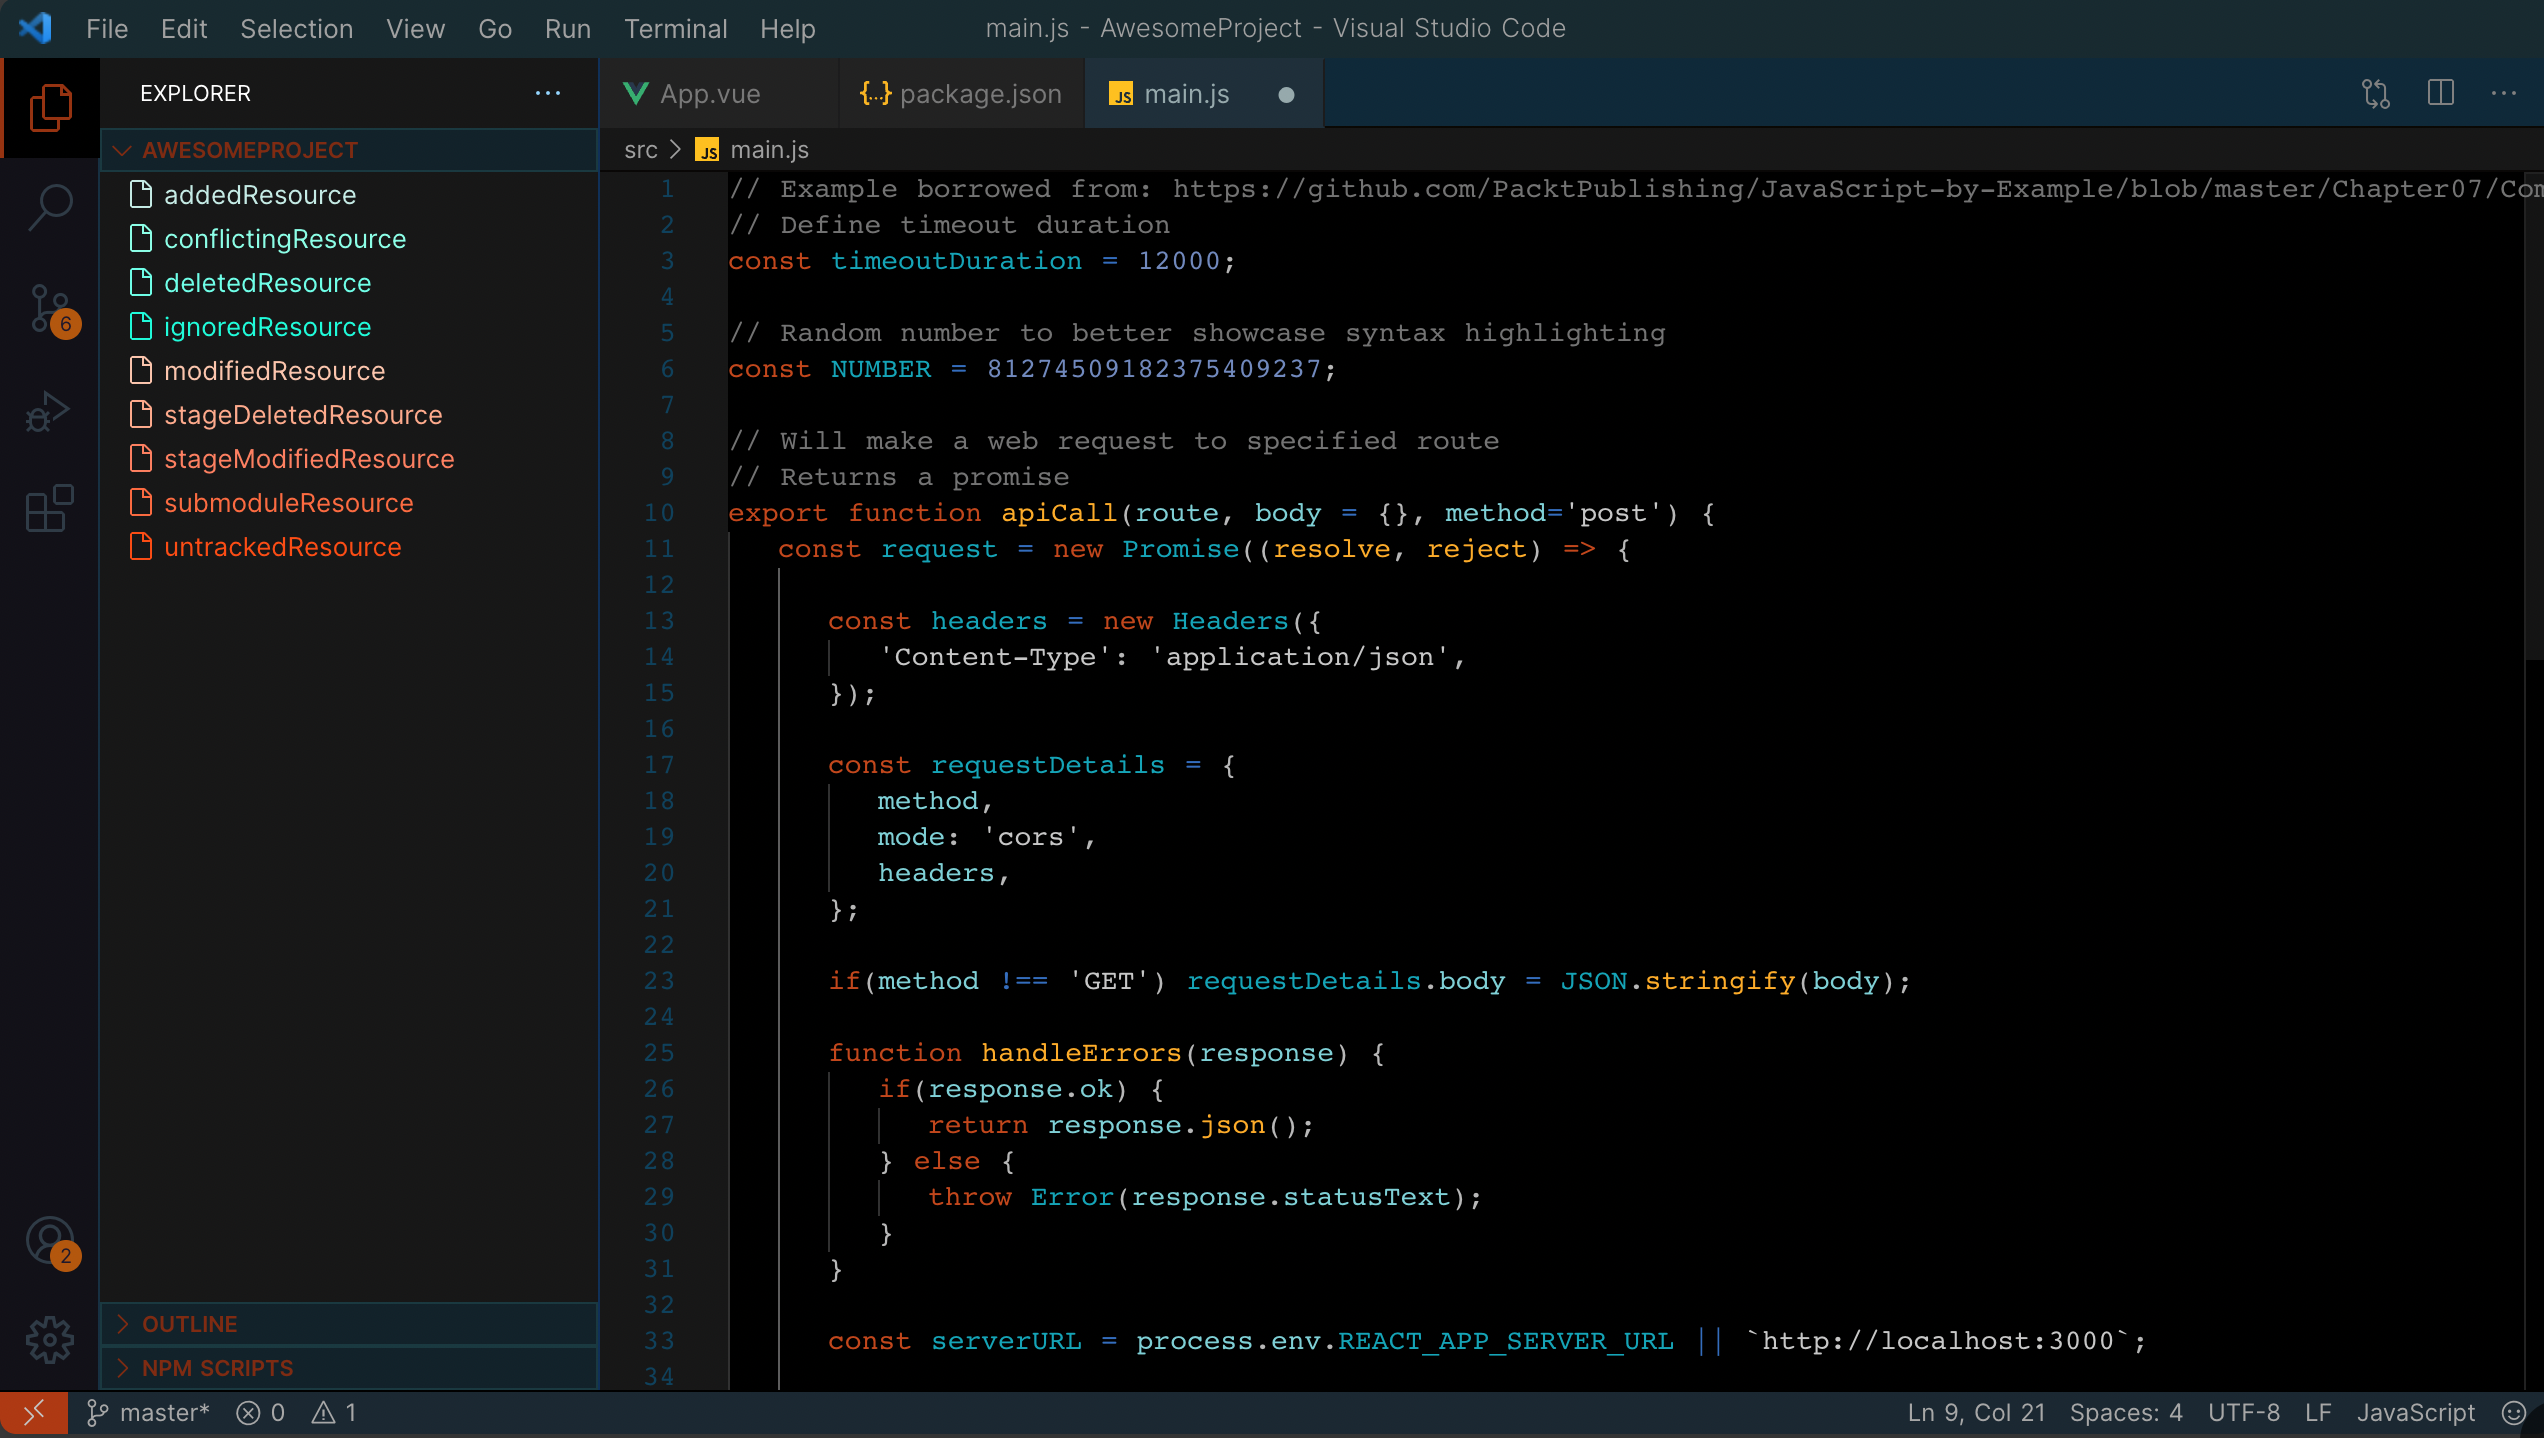 File Edit Selection View Go Run Terminal Help
main.js - AwesomeProject - Visual Studio Code
EXPLORER
AWESOMEPROJECT
addedResource
conflictingResource
deletedResource
ignoredResource
modifiedResource
stageDeletedResource
stageModifiedResource
submoduleResource
untrackedResource
OUTLINE
NPM SCRIPTS
6
2
App.vue
{...} package.json
JS main.js
src > JS main.js
1 // Example borrowed from: https://github.com/PacktPublishing/JavaScript-by-Example/blob/master/Chapter07/Com
2 // Define timeout duration
3 const timeoutDuration = 12000;
4
5 // Random number to better showcase syntax highlighting
6 const NUMBER = 81274509182375409237;
7
8 // Will make a web request to specified route
9 // Returns a promise
10 export function apiCall(route, body = {}, method='post') {
11 const request = new Promise((resolve, reject) => {
12
13 const headers = new Headers({
14 'Content-Type': 'application/json',
15 });
16
17 const requestDetails = {
18 method,
19 mode: 'cors',
20 headers,
21 };
22
23 if(method !== 'GET') requestDetails.body = JSON.stringify(body);
24
25 function handleErrors(response) {
26 if(response.ok) {
27 return response.json();
28 } else {
29 throw Error(response.statusText);
30 }
31 }
32
33 const serverURL = process.env.REACT_APP_SERVER_URL || `http://localhost:3000`;
34
master* 0 1
Ln 9, Col 21 Spaces: 4 UTF-8 LF JavaScript